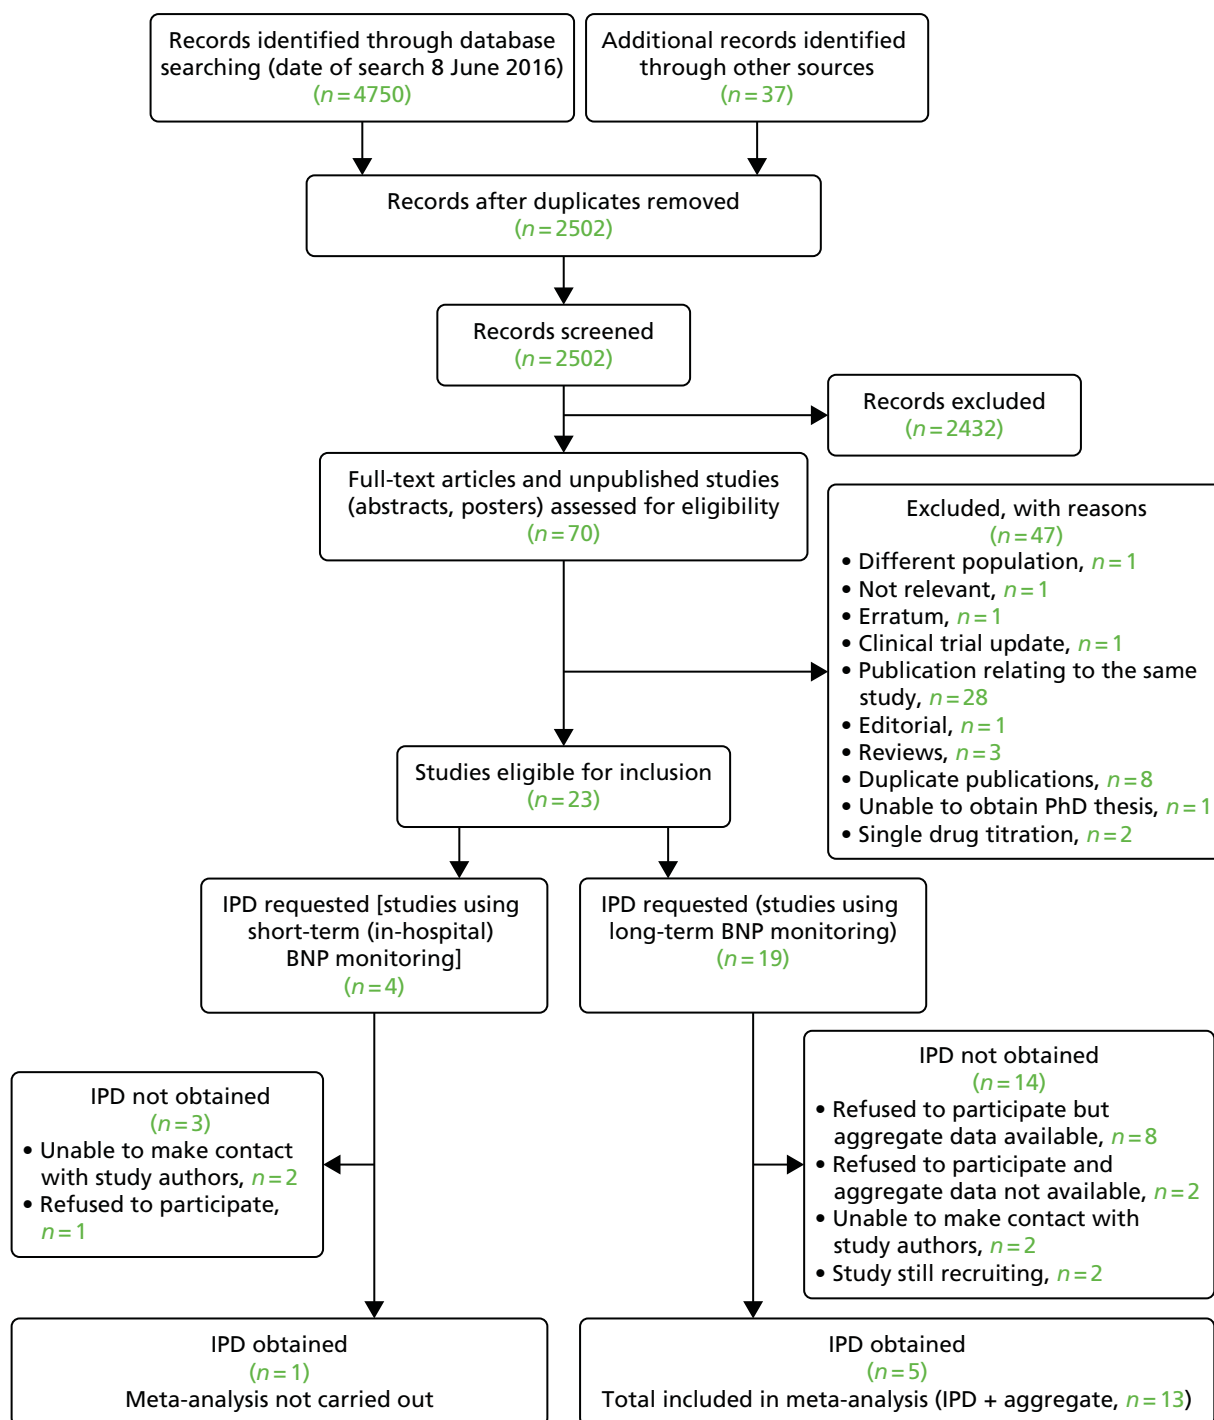 Records identified through database
searching (date of search 8 June 2016)
(n=4750)
Additional records identified
through other sources
(n=37)
Records after duplicates removed
(n=2502)
Records screened
(n=2502)
Records excluded
(n=2432)
Full-text articles and unpublished studies
(abstracts, posters) assessed for eligibility
(n=70)
Excluded, with reasons
(n=47)
• Different population, n=1
• Not relevant, n=1
• Erratum, n=1
• Clinical trial update, n=1
• Publication relating to the same
study, n=28
• Editorial, n=1
• Reviews, n=3
• Duplicate publications, n=8
• Unable to obtain PhD thesis, n=1
• Single drug titration, n=2
Studies eligible for inclusion
(n=23)
IPD requested [studies using
short-term (in-hospital)
BNP monitoring]
(n=4)
IPD requested (studies using
long-term BNP monitoring)
(n=19)
IPD not obtained
(n=3)
• Unable to make contact
with study authors, n=2
• Refused to participate,
n=1
IPD not obtained
(n=14)
• Refused to participate but
aggregate data available, n=8
• Refused to participate and
aggregate data not available, n=2
• Unable to make contact with
study authors, n=2
• Study still recruiting, n=2
IPD obtained
(n=1)
Meta-analysis not carried out
IPD obtained
(n=5)
Total included in meta-analysis (IPD + aggregate, n=13)